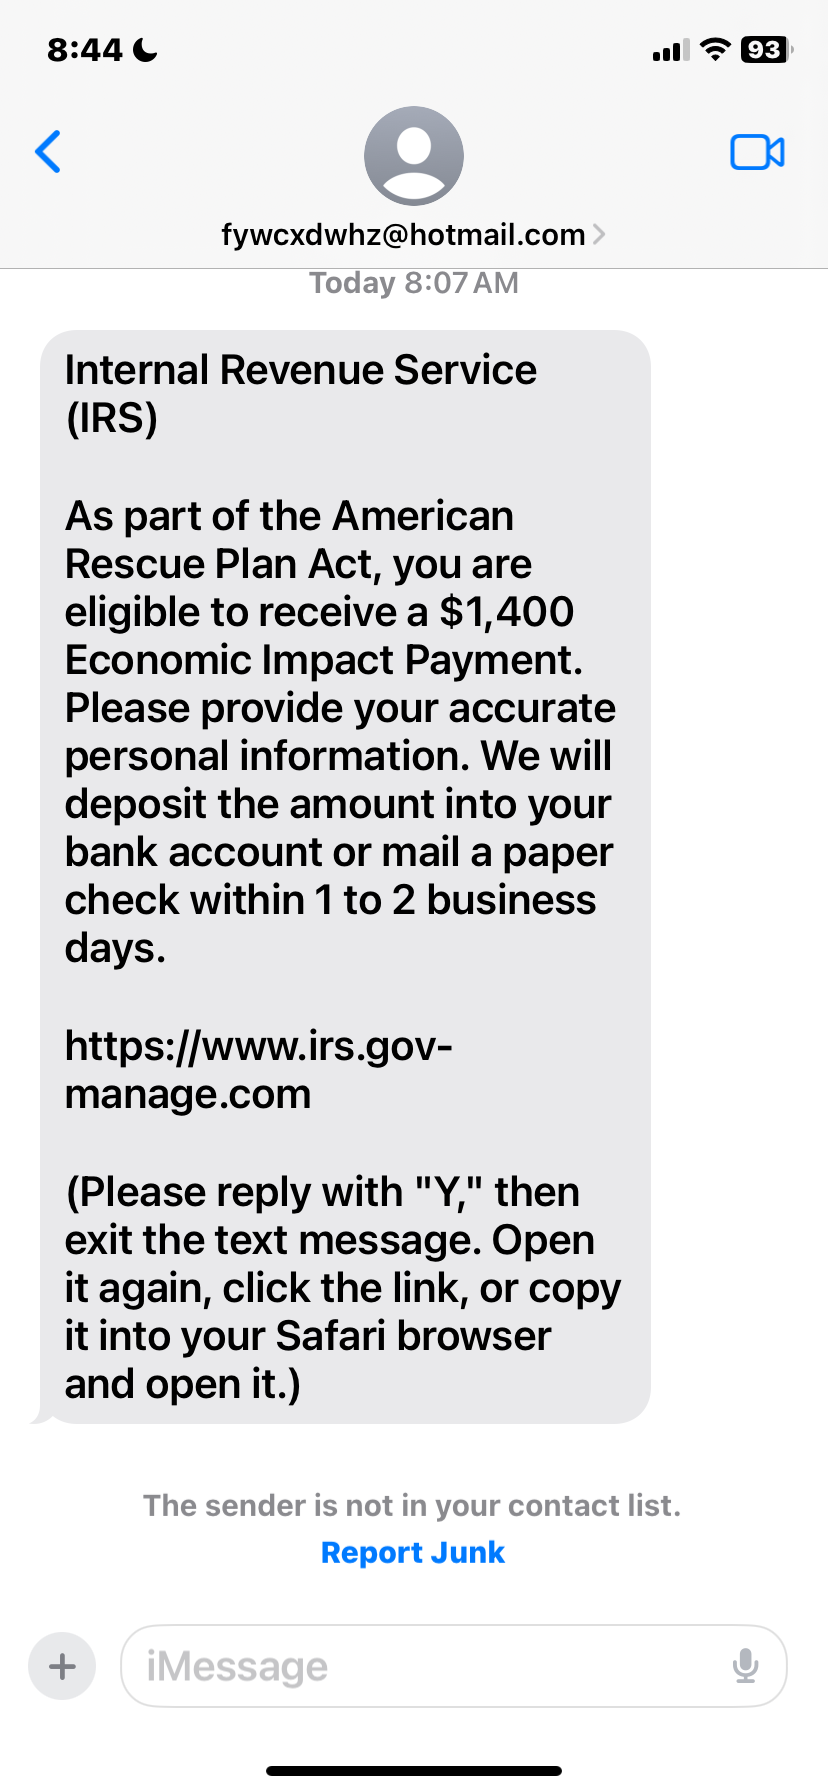 8:44
93
fywcxdwhz@hotmail.com
Today 8:07 AM
Internal Revenue Service
(IRS)
As part of the American
Rescue Plan Act, you are
eligible to receive a $1,400
Economic Impact Payment.
Please provide your accurate
personal information. We will
deposit the amount into your
bank account or mail a paper
check within 1 to 2 business
days.
https://www.irs.gov-
manage.com
(Please reply with "Y," then
exit the text message. Open
it again, click the link, or copy
it into your Safari browser
and open it.)
The sender is not in your contact list.
Report Junk
iMessage